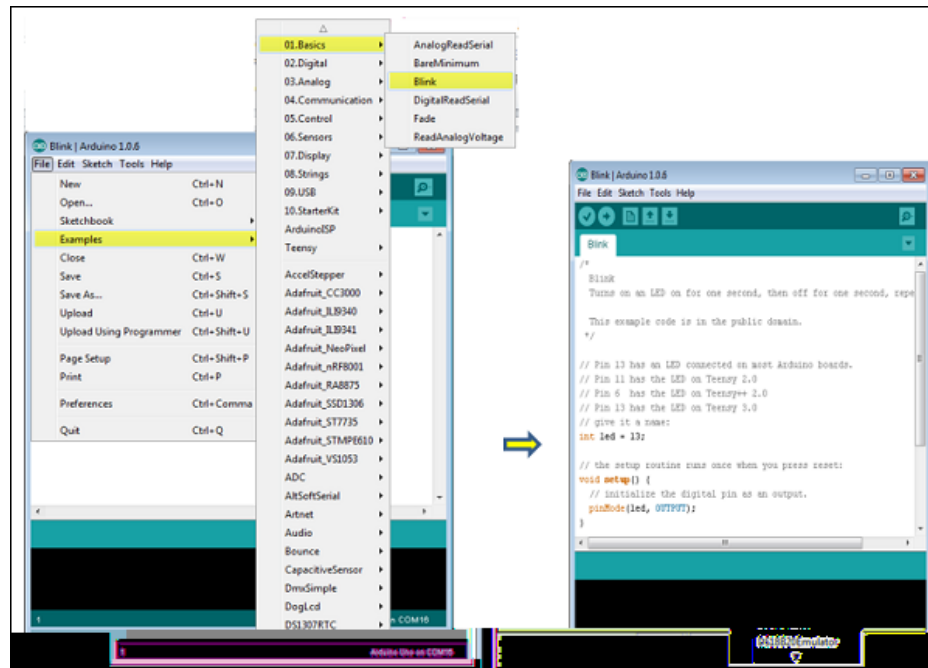 01.Basics
02.Digital
03.Analog
04.Communication
05.Control
06.Sensors
07.Display
08.Strings
09.USB
10.StarterKit
ArduinoISP
Teensy
AccelStepper
Adafruit_CC3000
Adafruit_ILI9340
Adafruit_ILI9341
Adafruit_NeoPixel
Adafruit_nRF8001
Adafruit_RA8875
Adafruit_SSD1306
Adafruit_ST7735
Adafruit_STMPE610
Adafruit_VS1053
ADC
AltSoftSerial
Artnet
Audio
Bounce
CapacitiveSensor
DmxSimple
DogLcd
DS1307RTC
AnalogReadSerial
BareMinimum
Blink
DigitalReadSerial
Fade
ReadAnalogVoltage
Blink | Arduino 1.0.6
File Edit Sketch Tools Help
New Ctrl+N
Open... Ctrl+O
Sketchbook
Examples
Close Ctrl+W
Save Ctrl+S
Save As... Ctrl+Shift+S
Upload Ctrl+U
Upload Using Programmer Ctrl+Shift+U
Page Setup Ctrl+Shift+P
Print Ctrl+P
Preferences Ctrl+Comma
Quit Ctrl+Q
1 on COM16
1 Arduino Uno on COM16
Blink | Arduino 1.0.6
File Edit Sketch Tools Help
Blink
/*
Blink
Turns on an LED on for one second, then off for one second, repe
This example code is in the public domain.
*/
// Pin 13 has an LED connected on most Arduino boards.
// Pin 11 has the LED on Teensy 2.0
// Pin 6 has the LED on Teensy++ 2.0
// Pin 13 has the LED on Teensy 3.0
// give it a name:
int led = 13;
// the setup routine runs once when you press reset:
void setup() {
// initialize the digital pin as an output.
pinMode(led, OUTPUT);
}